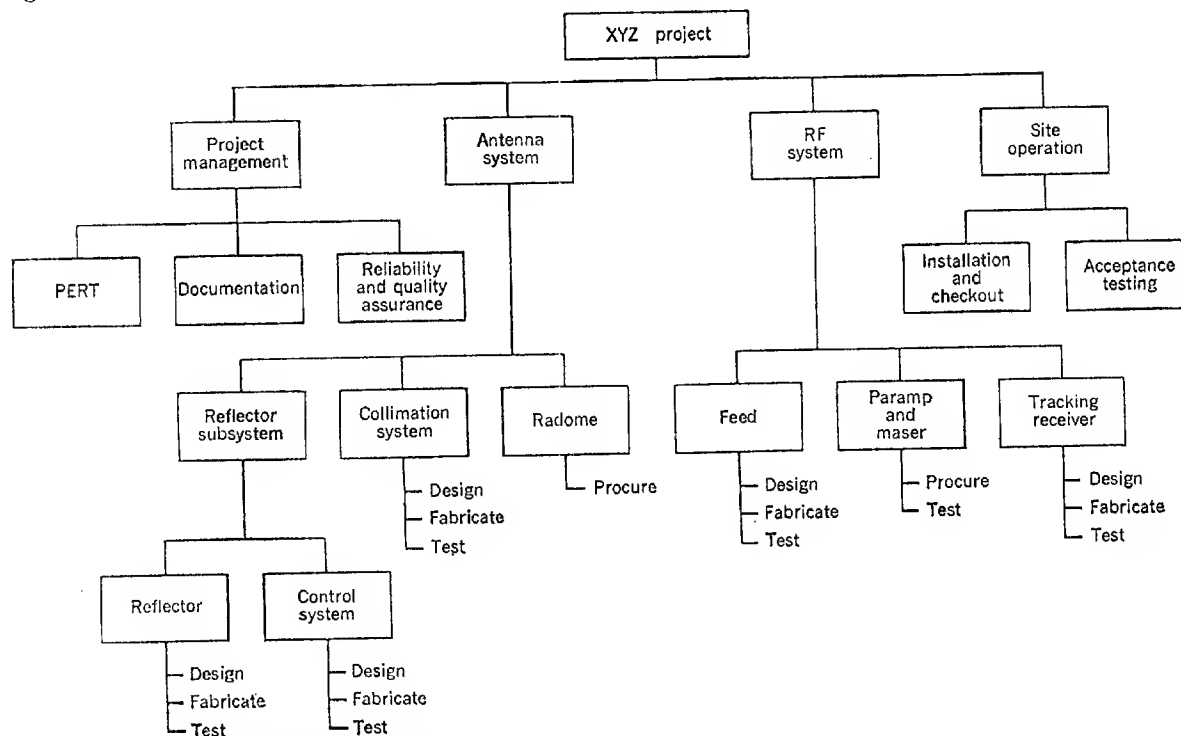 XYZ project
Project
management
Antenna
system
RF
system
Site
operation
PERT
Documentation
Reliability
and quality
assurance
Installation
and
checkout
Acceptance
testing
Reflector
subsystem
Collimation
system
Radome
Feed
Paramp
and
maser
Tracking
receiver
Design
Fabricate
Test
Procure
Design
Fabricate
Test
Procure
Test
Design
Fabricate
Test
Reflector
Control
system
Design
Fabricate
Test
Design
Fabricate
Test